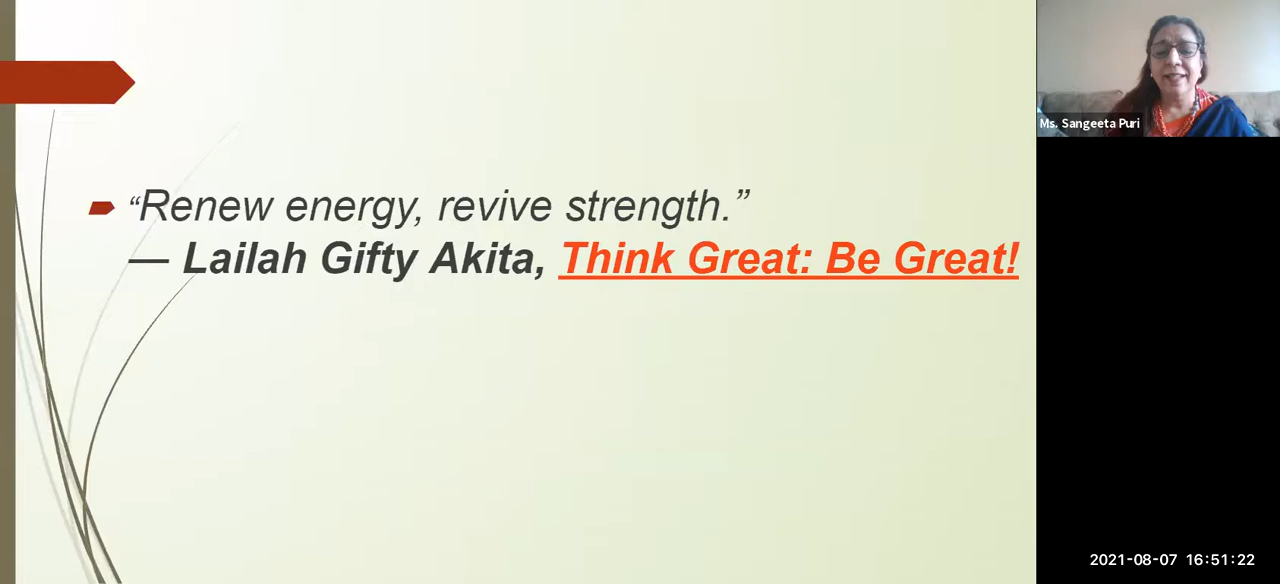 “Renew energy, revive strength.”
— Lailah Gifty Akita, Think Great: Be Great!
Ms. Sangeeta Puri
2021-08-07 16:51:22